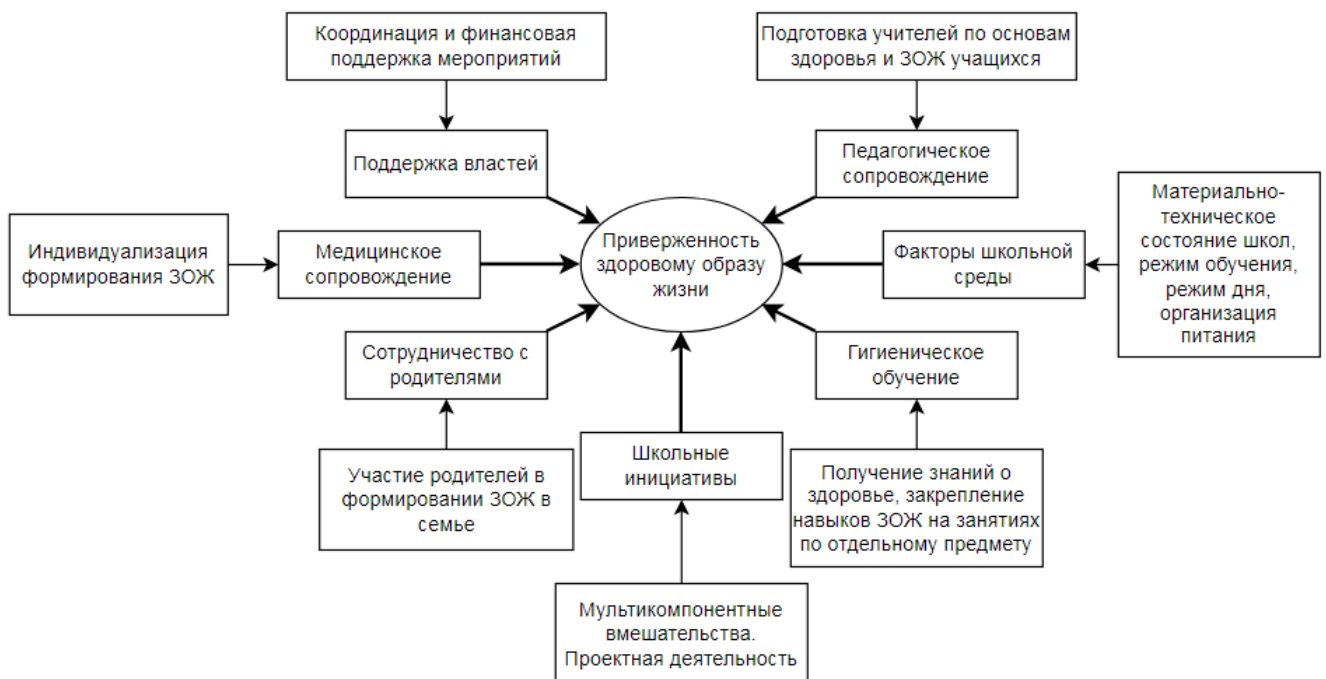 Координация и финансовая
поддержка мероприятий
Подготовка учителей по основам
здоровья и ЗОЖ учащихся
Поддержка властей
Педагогическое
сопровождение
Индивидуализация
формирования ЗОЖ
Медицинское
сопровождение
Приверженность
здоровому образу
жизни
Факторы школьной
среды
Материально-
техническое
состояние школ,
режим обучения,
режим дня,
организация
питания
Сотрудничество с
родителями
Гигиеническое
обучение
Участие родителей в
формировании ЗОЖ в
семье
Школьные
инициативы
Получение знаний о
здоровье, закрепление
навыков ЗОЖ на занятиях
по отдельному предмету
Мультикомпонентные
вмешательства.
Проектная деятельность